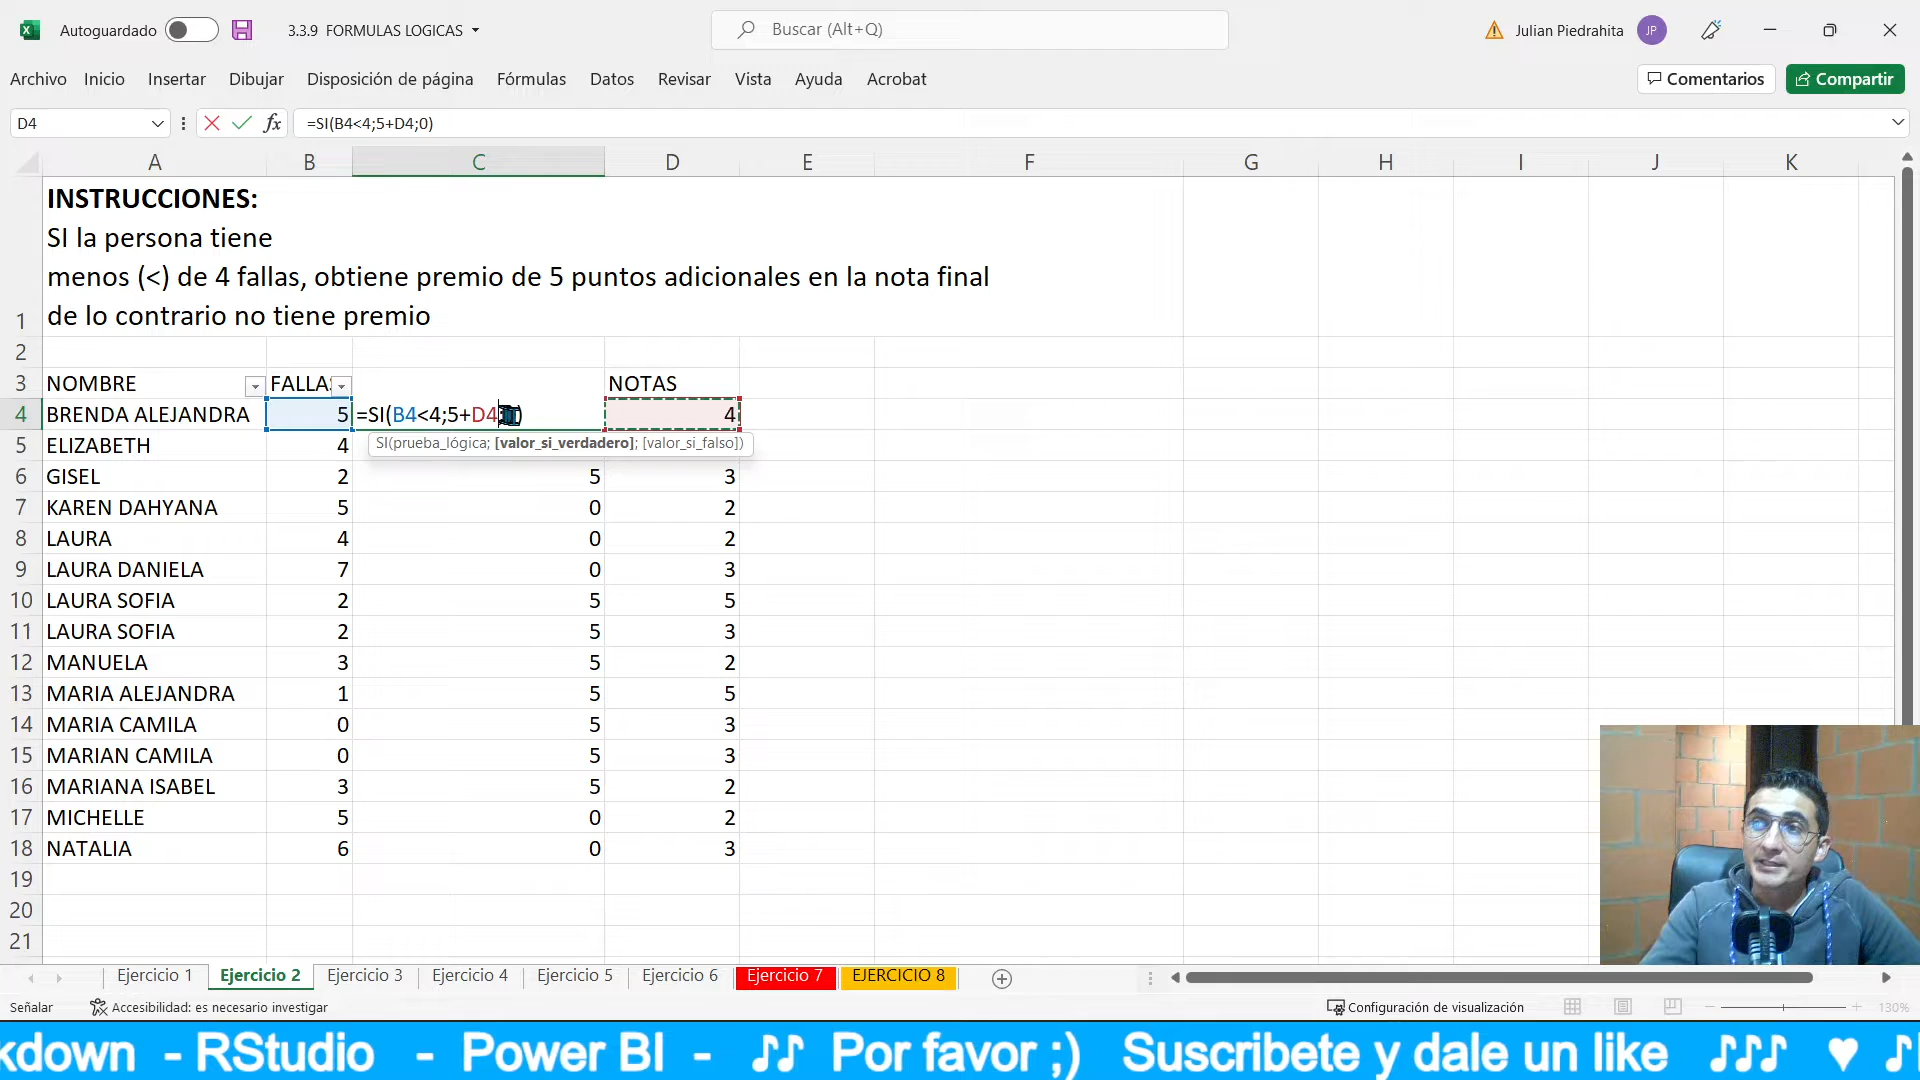 Autoguardado
3.3.9 FORMULAS LOGICAS
Buscar (Alt+Q)
Julian Piedrahita
JP
Archivo Inicio Insertar Dibujar Disposición de página Fórmulas Datos Revisar Vista Ayuda Acrobat
Comentarios
Compartir
D4
fx
=SI(B4<4;5+D4;0)
A B C D E F G H I J K
INSTRUCCIONES:
SI la persona tiene
menos (<) de 4 fallas, obtiene premio de 5 puntos adicionales en la nota final
1 de lo contrario no tiene premio
2
3 NOMBRE NOTAS
4 BRENDA ALEJANDRA 5 =SI(B4<4;5+D4 4
SI(prueba_lógica; [valor_si_verdadero]; [valor_si_falso])
5 ELIZABETH 4
6 GISEL 2 5 3
7 KAREN DAHYANA 5 0 2
8 LAURA 4 0 2
9 LAURA DANIELA 7 0 3
10 LAURA SOFIA 2 5 5
11 LAURA SOFIA 2 5 3
12 MANUELA 3 5 2
13 MARIA ALEJANDRA 1 5 5
14 MARIA CAMILA 0 5 3
15 MARIAN CAMILA 0 5 3
16 MARIANA ISABEL 3 5 2
17 MICHELLE 5 0 2
18 NATALIA 6 0 3
19
20
21
Ejercicio 1 Ejercicio 2 Ejercicio 3 Ejercicio 4 Ejercicio 5 Ejercicio 6 Ejercicio 7 EJERCICIO 8
Señalar
Accesibilidad: es necesario investigar
Configuración de visualización
130%
kdown - RStudio - Power BI - ♪♪ Por favor ;) Suscribete y dale un like ♪♪♪ ♥